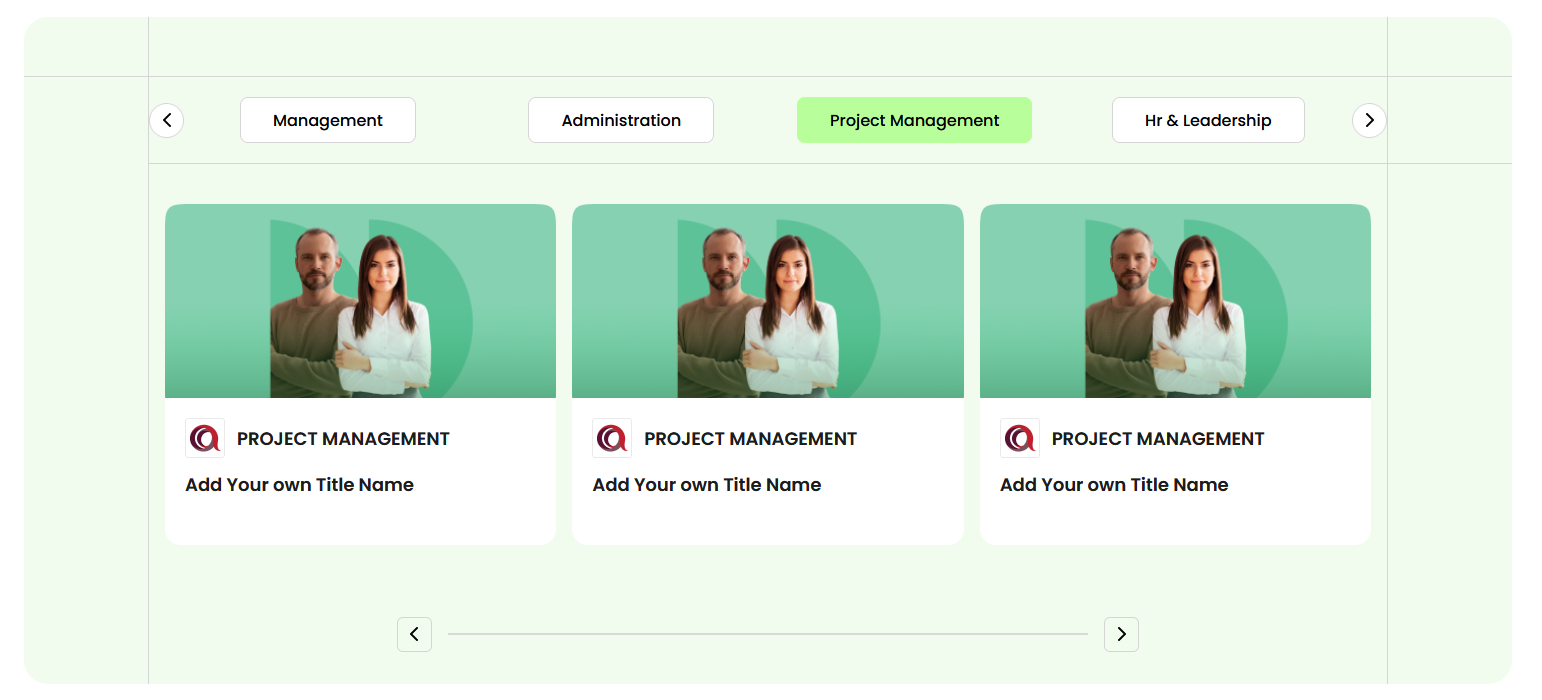 Management
Administration
Project Management
Hr & Leadership
PROJECT MANAGEMENT
Add Your own Title Name
PROJECT MANAGEMENT
Add Your own Title Name
PROJECT MANAGEMENT
Add Your own Title Name